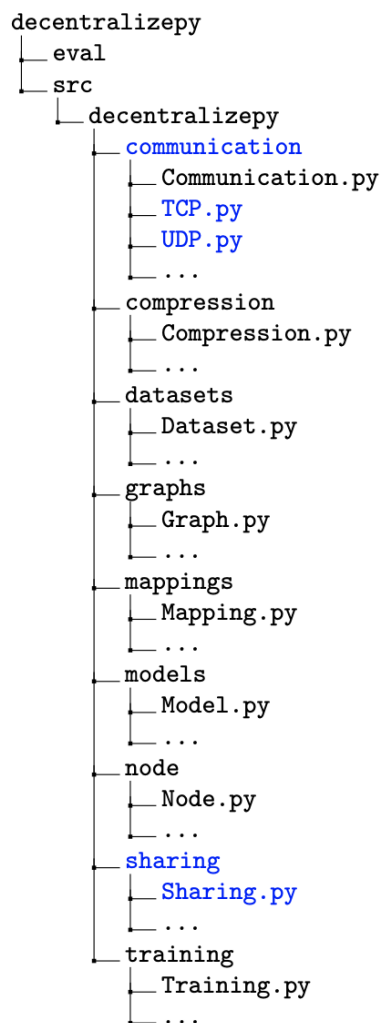 decentralizepy
eval
src
decentralizepy
communication
Communication.py
TCP.py
UDP.py
...
compression
Compression.py
...
datasets
Dataset.py
...
graphs
Graph.py
...
mappings
Mapping.py
...
models
Model.py
...
node
Node.py
...
sharing
Sharing.py
...
training
Training.py
...